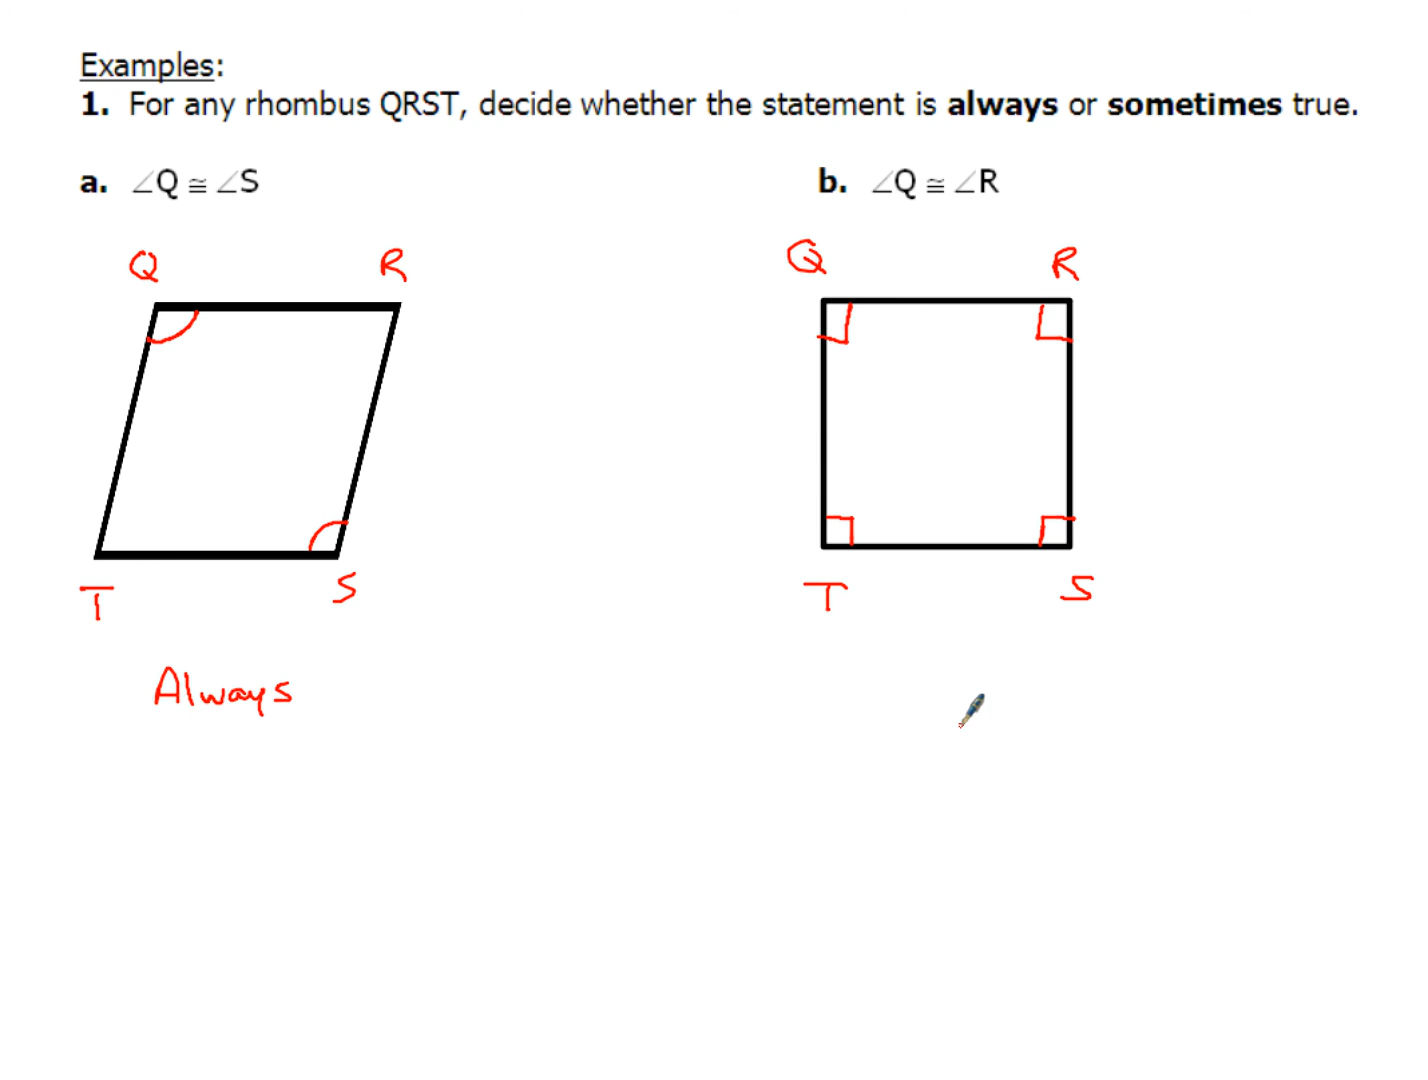 Examples:
1. For any rhombus QRST, decide whether the statement is always or sometimes true.
a. ∠Q ≅ ∠S
b. ∠Q ≅ ∠R
Q R
T S
Always
Q R
T S